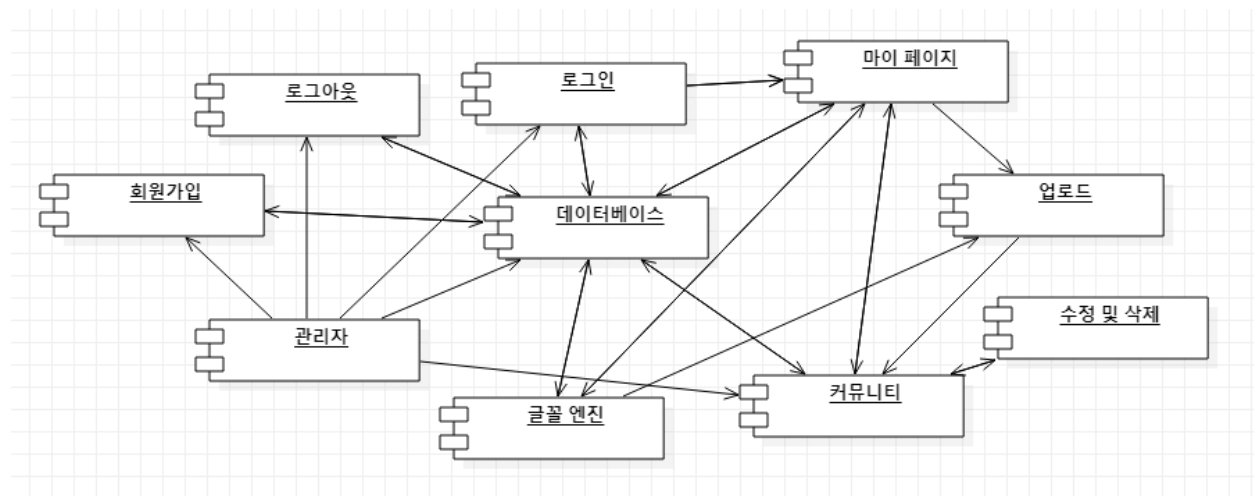 마이 페이지
로그인
로그아웃
회원가입
업로드
데이터베이스
수정 및 삭제
관리자
커뮤니티
글꼴 엔진